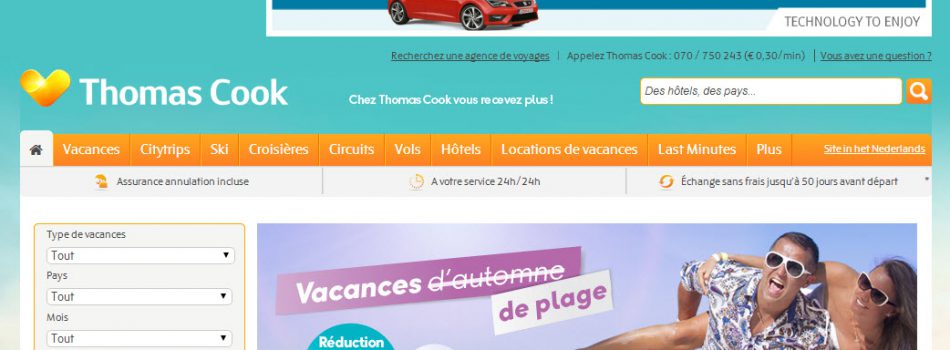 TECHNOLOGY TO ENJOY
Recherchez une agence de voyages | Appelez Thomas Cook : 070 / 750 243 (€ 0,30/min) | Vous avez une question ?
Thomas Cook
Chez Thomas Cook vous recevez plus !
Des hôtels, des pays...
Vacances Citytrips Ski Croisières Circuits Vols Hôtels Locations de vacances Last Minutes Plus Site in het Nederlands
Assurance annulation incluse A votre service 24h/24h Échange sans frais jusqu'à 50 jours avant départ *
Type de vacances
Tout
Pays
Tout
Mois
Tout
Vacances d'automne
de plage
Réduction